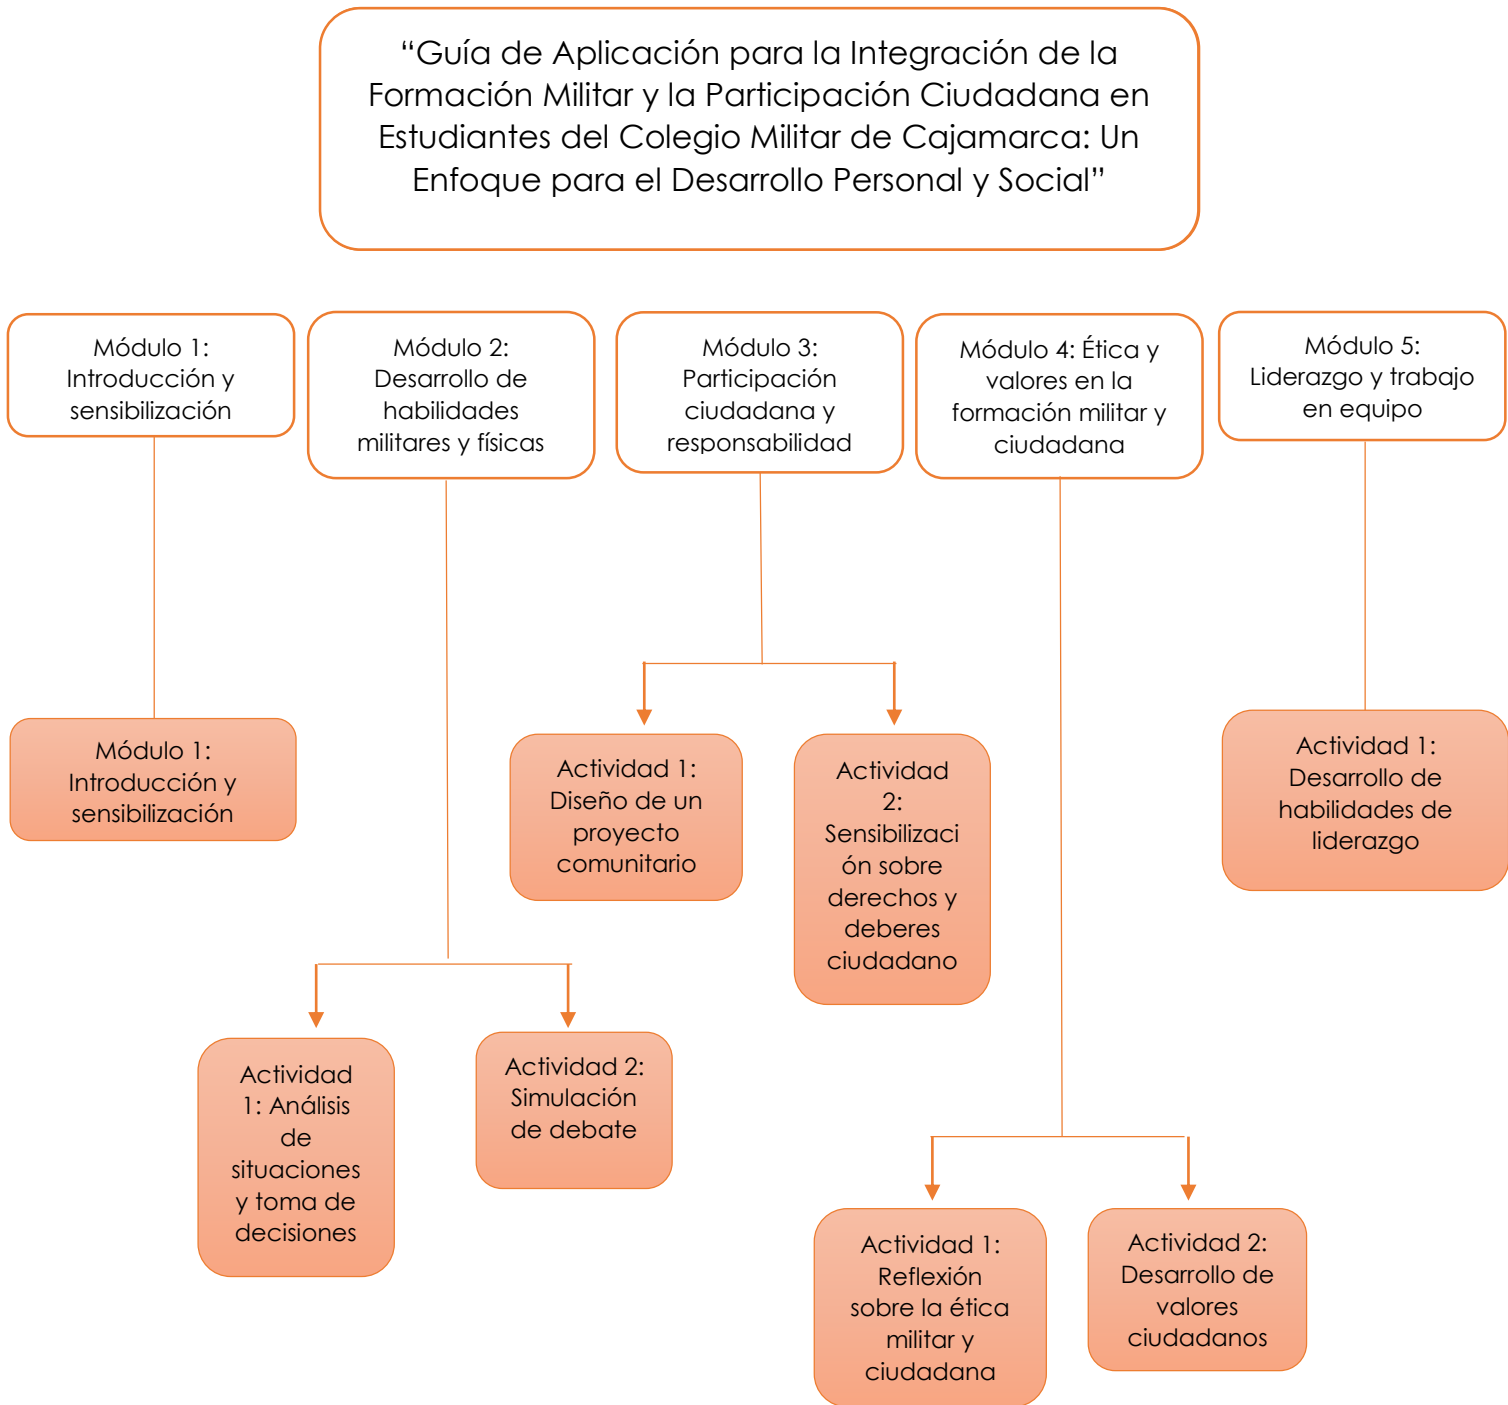 “Guía de Aplicación para la Integración de la
Formación Militar y la Participación Ciudadana en
Estudiantes del Colegio Militar de Cajamarca: Un
Enfoque para el Desarrollo Personal y Social”
Módulo 1:
Introducción y
sensibilización
Módulo 2:
Desarrollo de
habilidades
militares y físicas
Módulo 3:
Participación
ciudadana y
responsabilidad
Módulo 4: Ética y
valores en la
formación militar y
ciudadana
Módulo 5:
Liderazgo y trabajo
en equipo
Módulo 1:
Introducción y
sensibilización
Actividad 1:
Diseño de un
proyecto
comunitario
Actividad
2:
Sensibilizaci
ón sobre
derechos y
deberes
ciudadano
Actividad 1:
Desarrollo de
habilidades de
liderazgo
Actividad
1: Análisis
de
situaciones
y toma de
decisiones
Actividad 2:
Simulación
de debate
Actividad 1:
Reflexión
sobre la ética
militar y
ciudadana
Actividad 2:
Desarrollo de
valores
ciudadanos